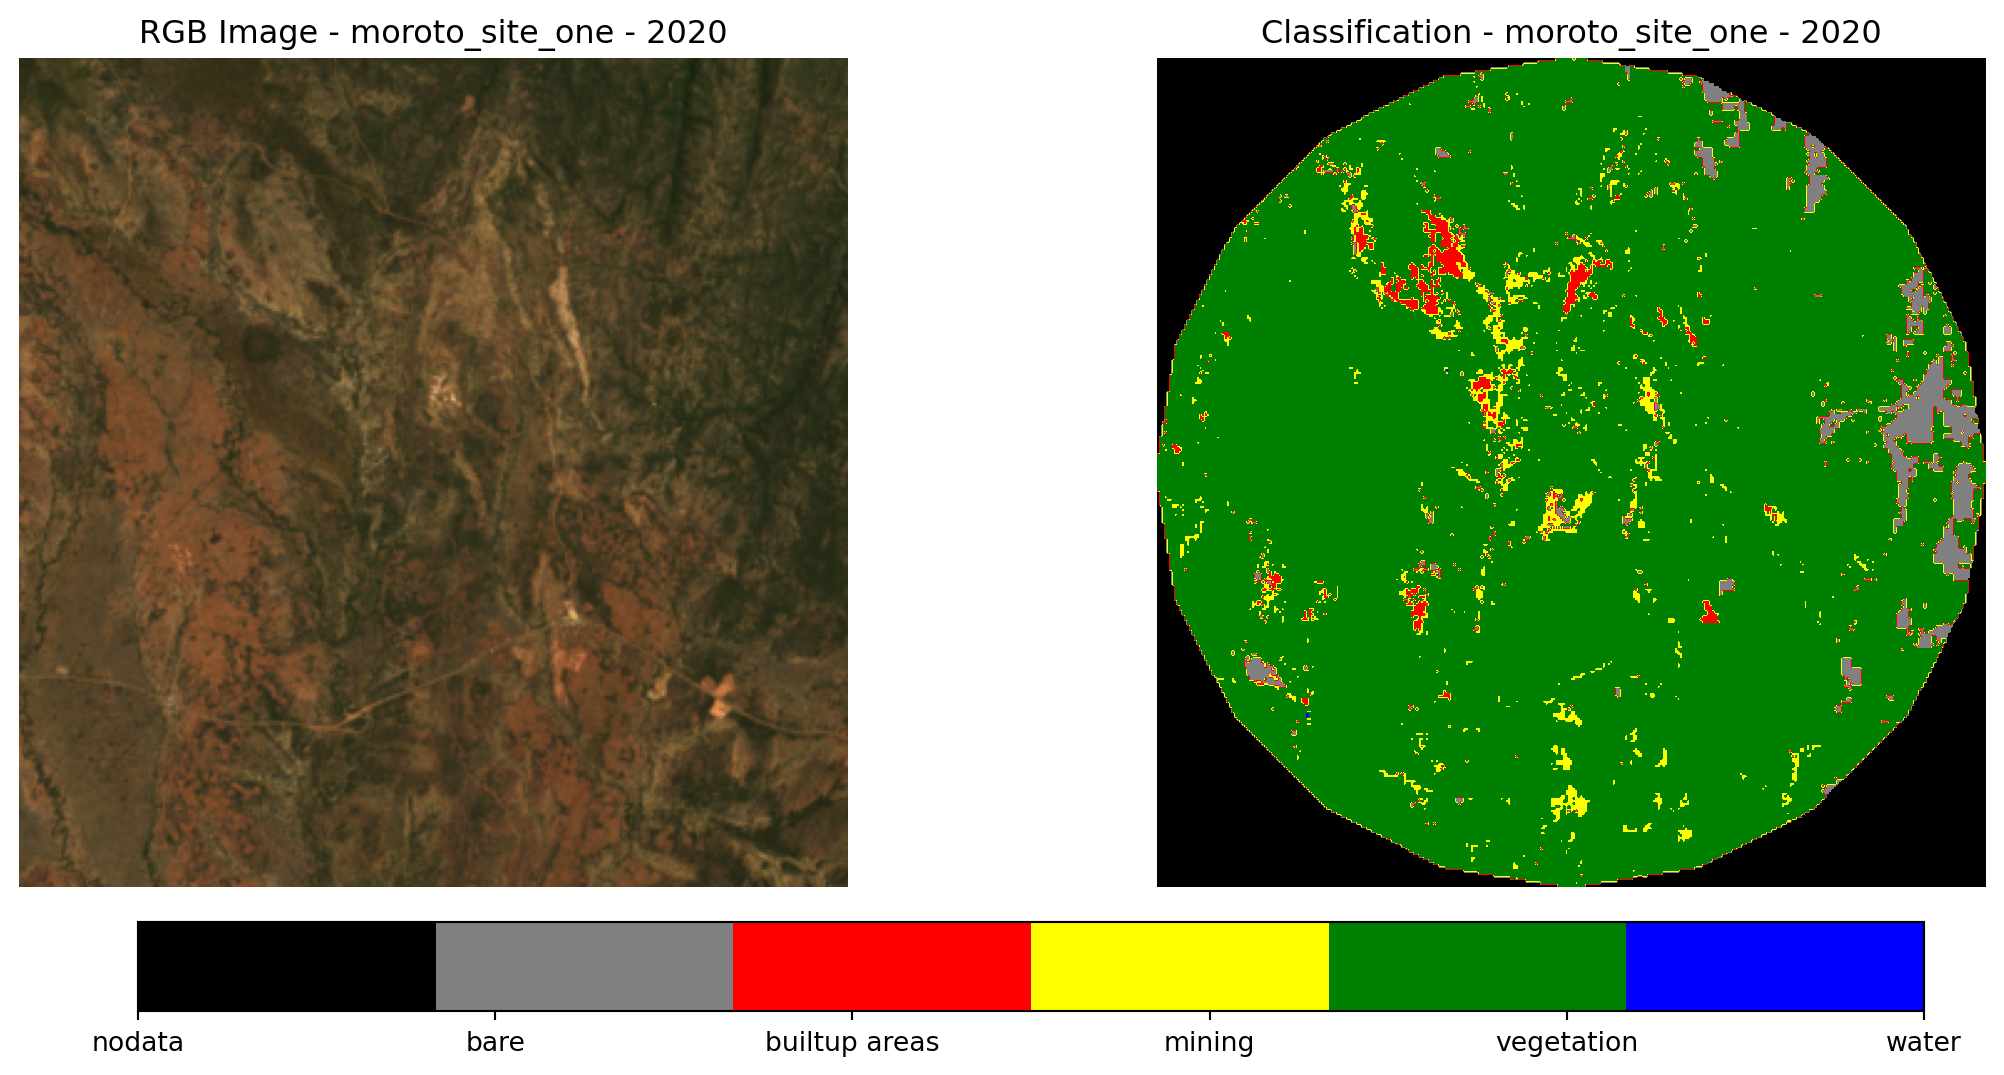 RGB Image - moroto_site_one - 2020
Classification - moroto_site_one - 2020
nodata bare builtup areas mining vegetation water